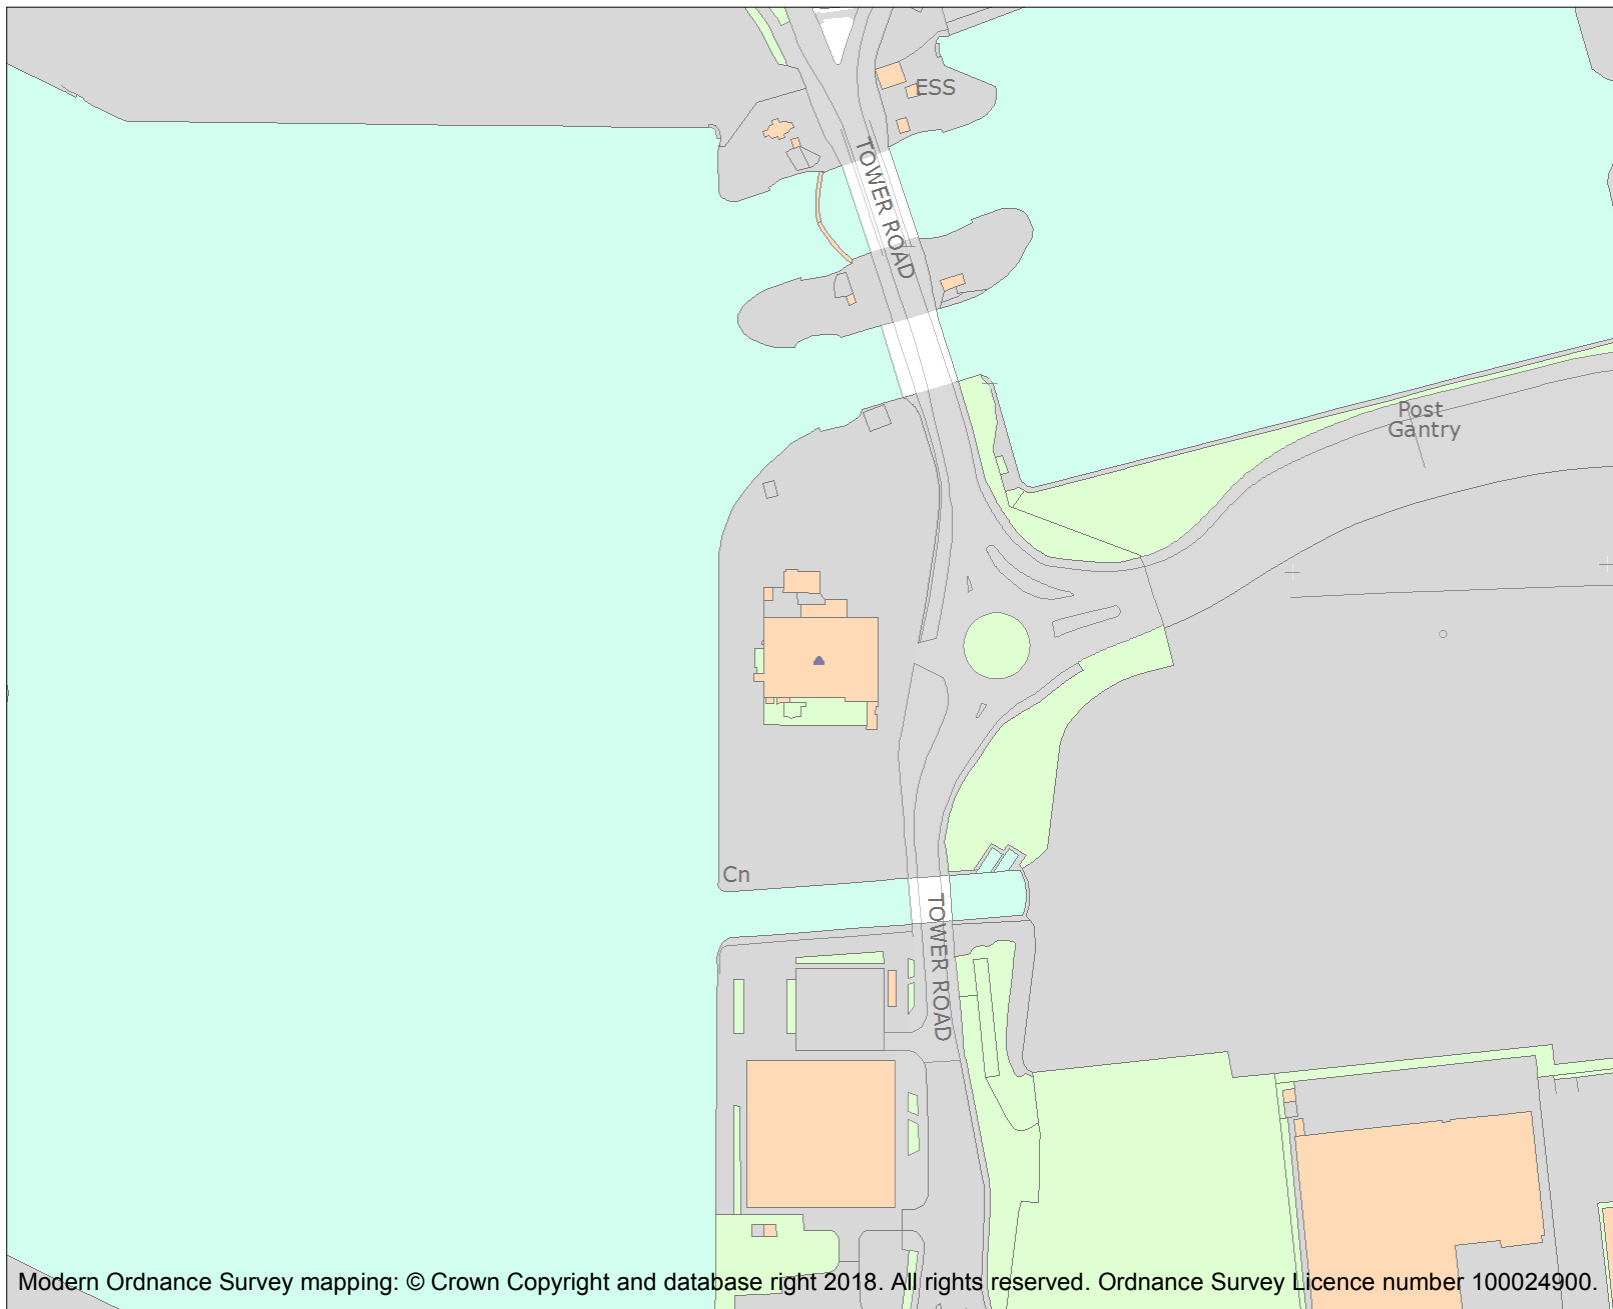 ESS
TOWER ROAD
Post
Gantry
Cn
TOWER ROAD
Modern Ordnance Survey mapping: © Crown Copyright and database right 2018. All rights reserved. Ordnance Survey Licence number 100024900.